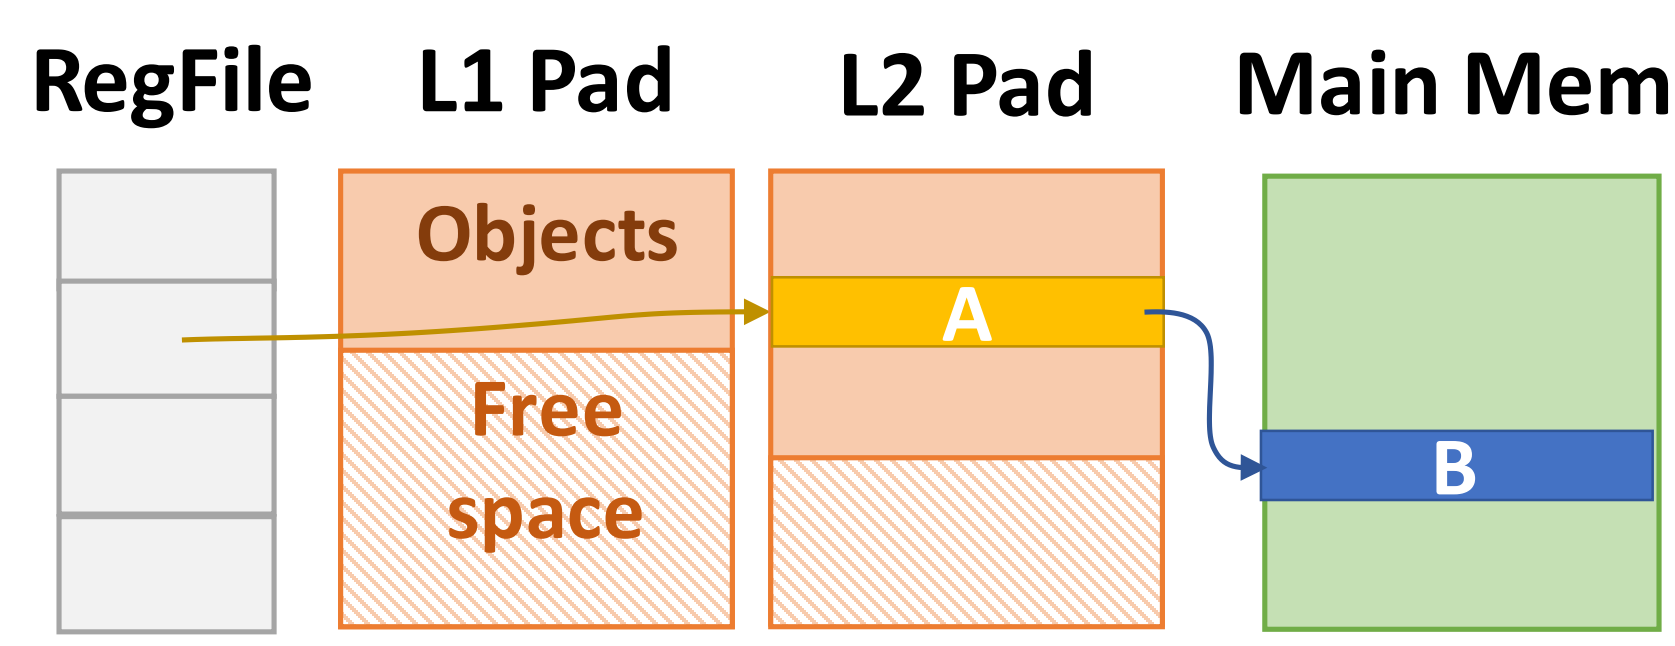 RegFile L1 Pad L2 Pad Main Mem
Objects
A
Free
B
space